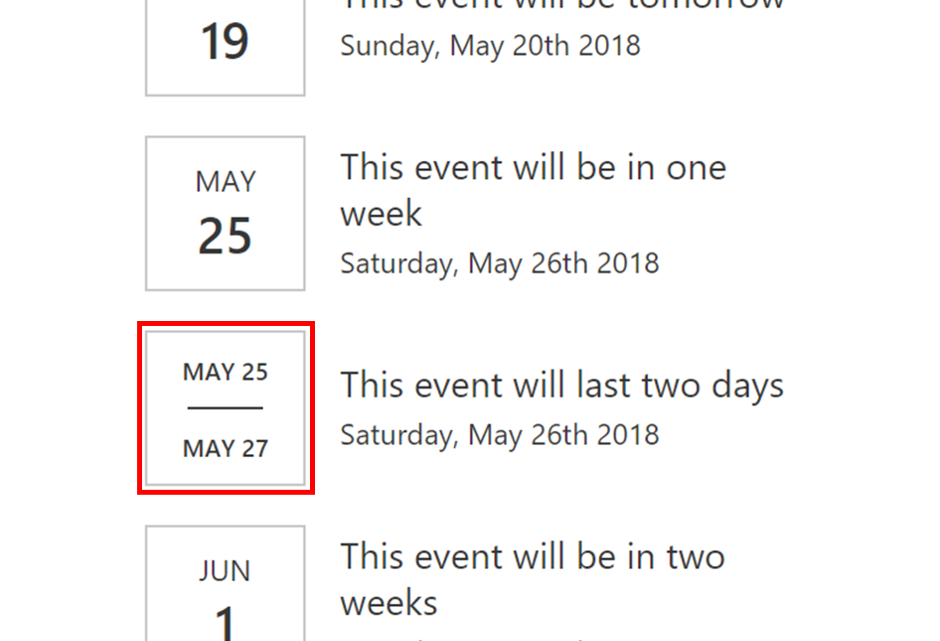 This event will be tomorrow
19
Sunday, May 20th 2018
MAY
25
This event will be in one
week
Saturday, May 26th 2018
MAY 25
MAY 27
This event will last two days
Saturday, May 26th 2018
JUN
1
This event will be in two
weeks